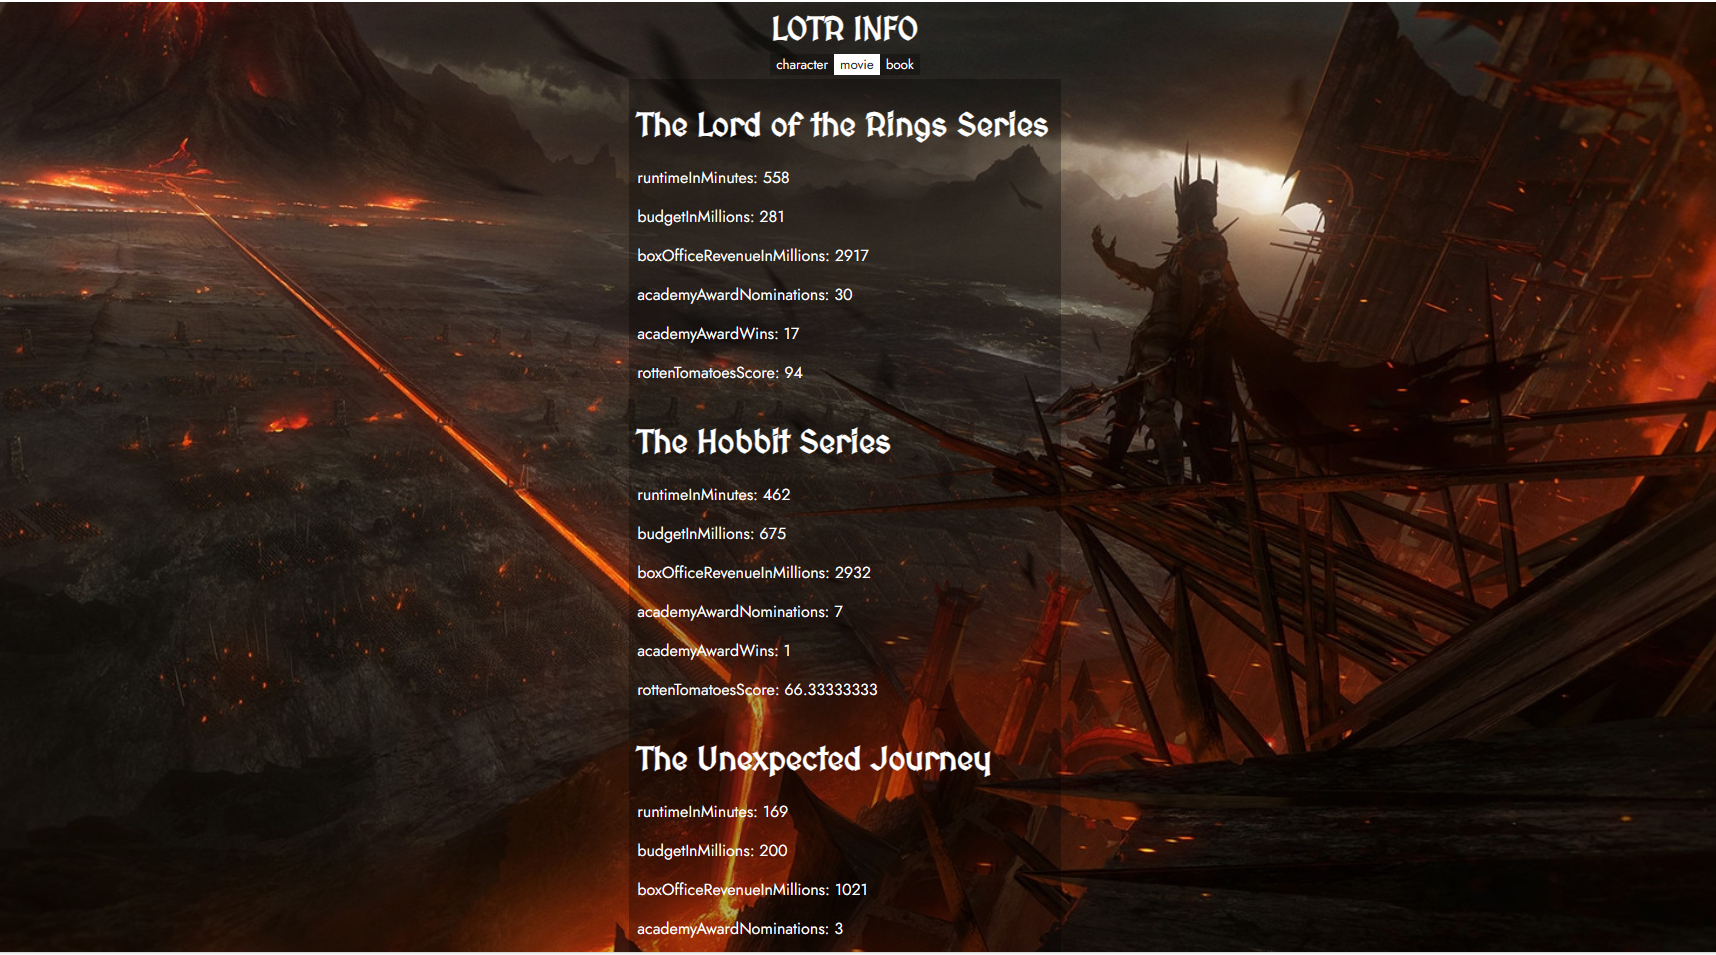 LOTR INFO
character movie book
The Lord of the Rings Series
runtimeInMinutes: 558
budgetInMillions: 281
boxOfficeRevenueInMillions: 2917
academyAwardNominations: 30
academyAwardWins: 17
rottenTomatoesScore: 94
The Hobbit Series
runtimeInMinutes: 462
budgetInMillions: 675
boxOfficeRevenueInMillions: 2932
academyAwardNominations: 7
academyAwardWins: 1
rottenTomatoesScore: 66.33333333
The Unexpected Journey
runtimeInMinutes: 169
budgetInMillions: 200
boxOfficeRevenueInMillions: 1021
academyAwardNominations: 3